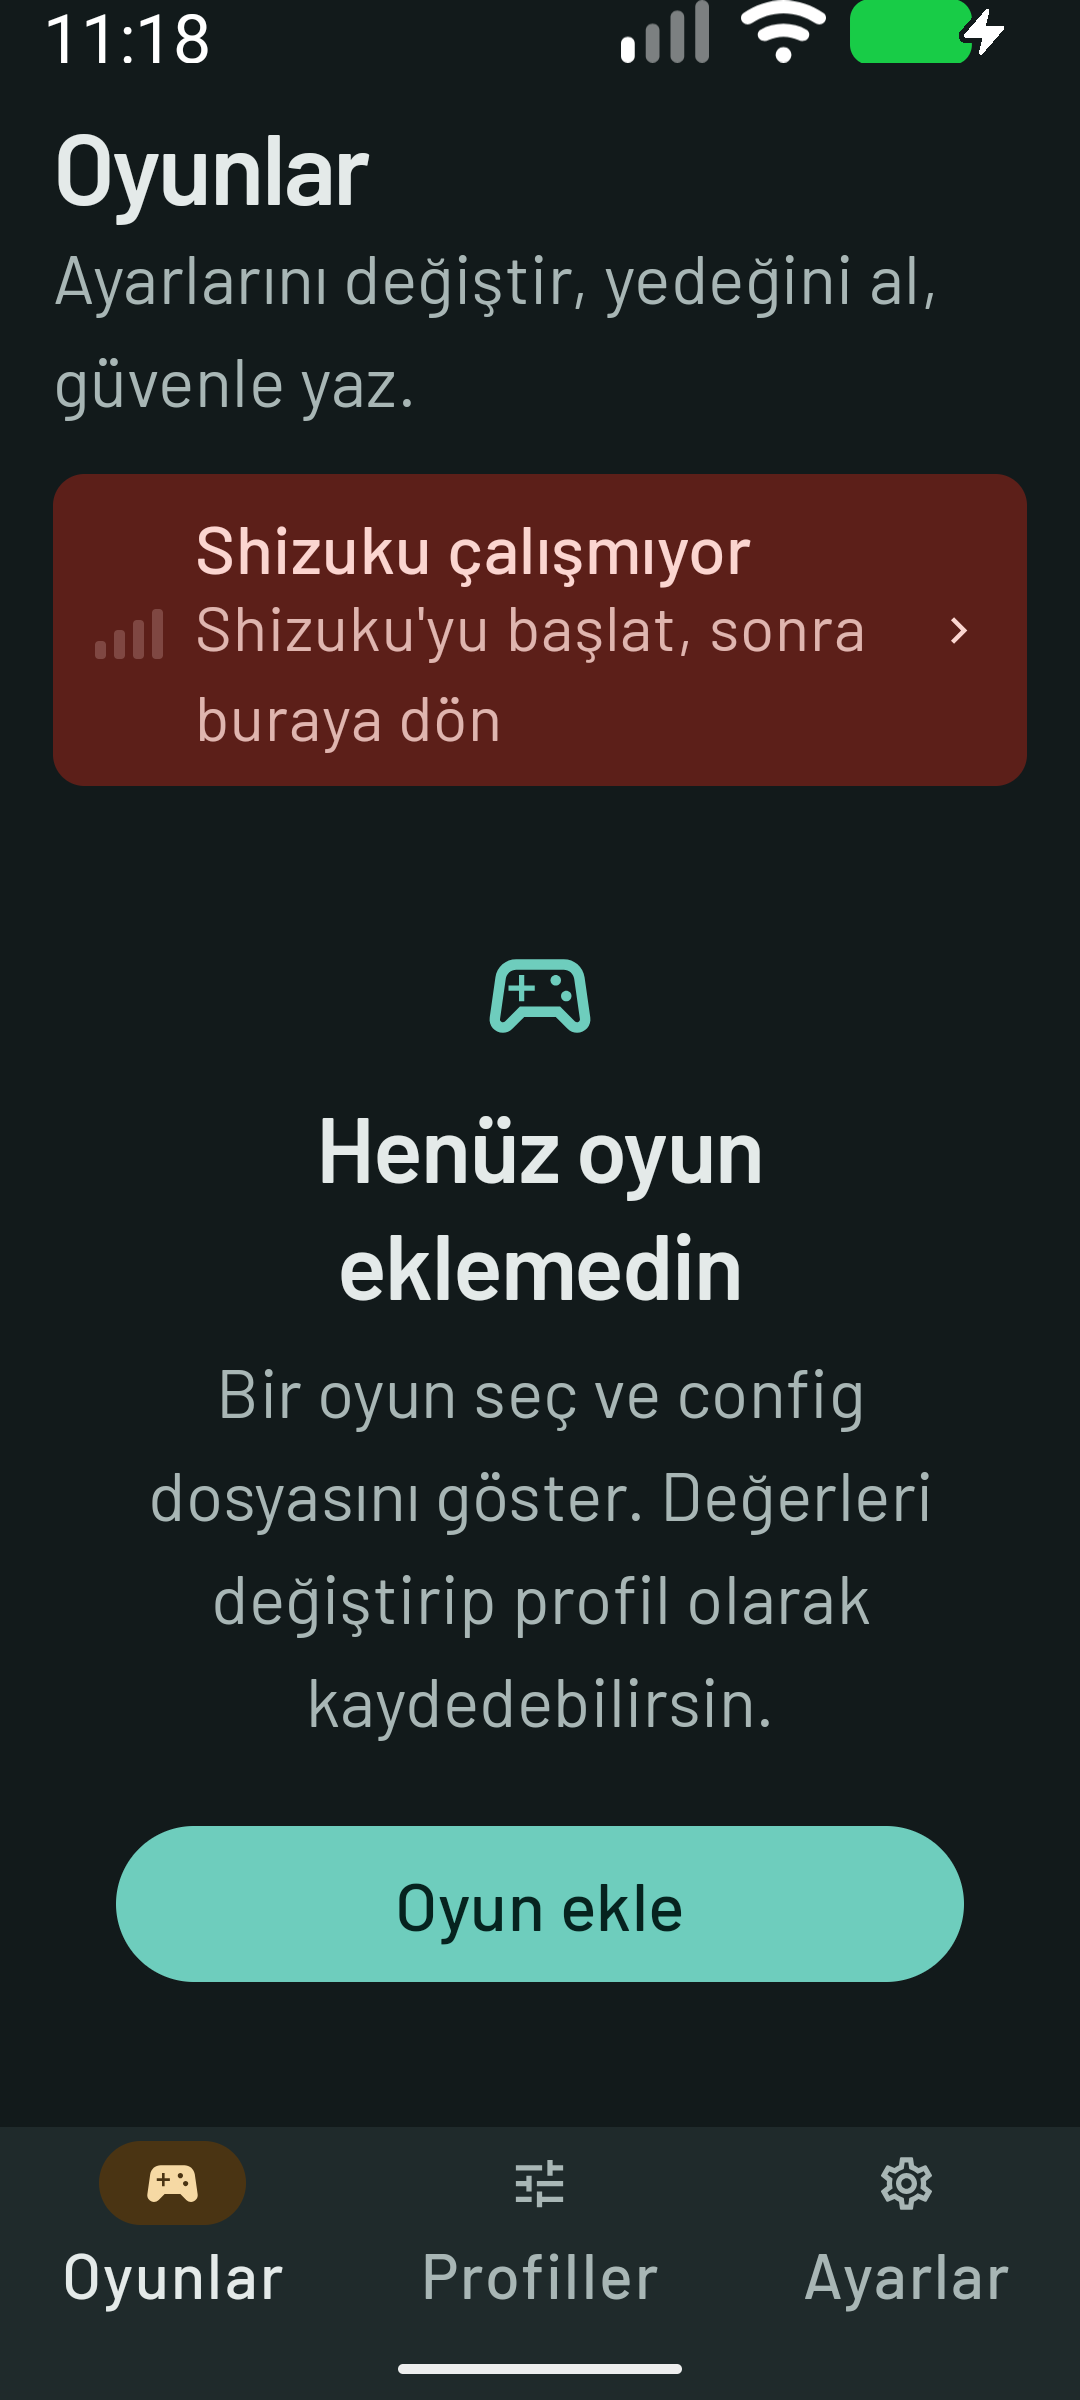 11:18
Oyunlar
Ayarlarını değiştir, yedeğini al,
güvenle yaz.
Shizuku çalışmıyor
Shizuku'yu başlat, sonra
buraya dön
Henüz oyun
eklemedin
Bir oyun seç ve config
dosyasını göster. Değerleri
değiştirip profil olarak
kaydedebilirsin.
Oyun ekle
Oyunlar
Profiller
Ayarlar